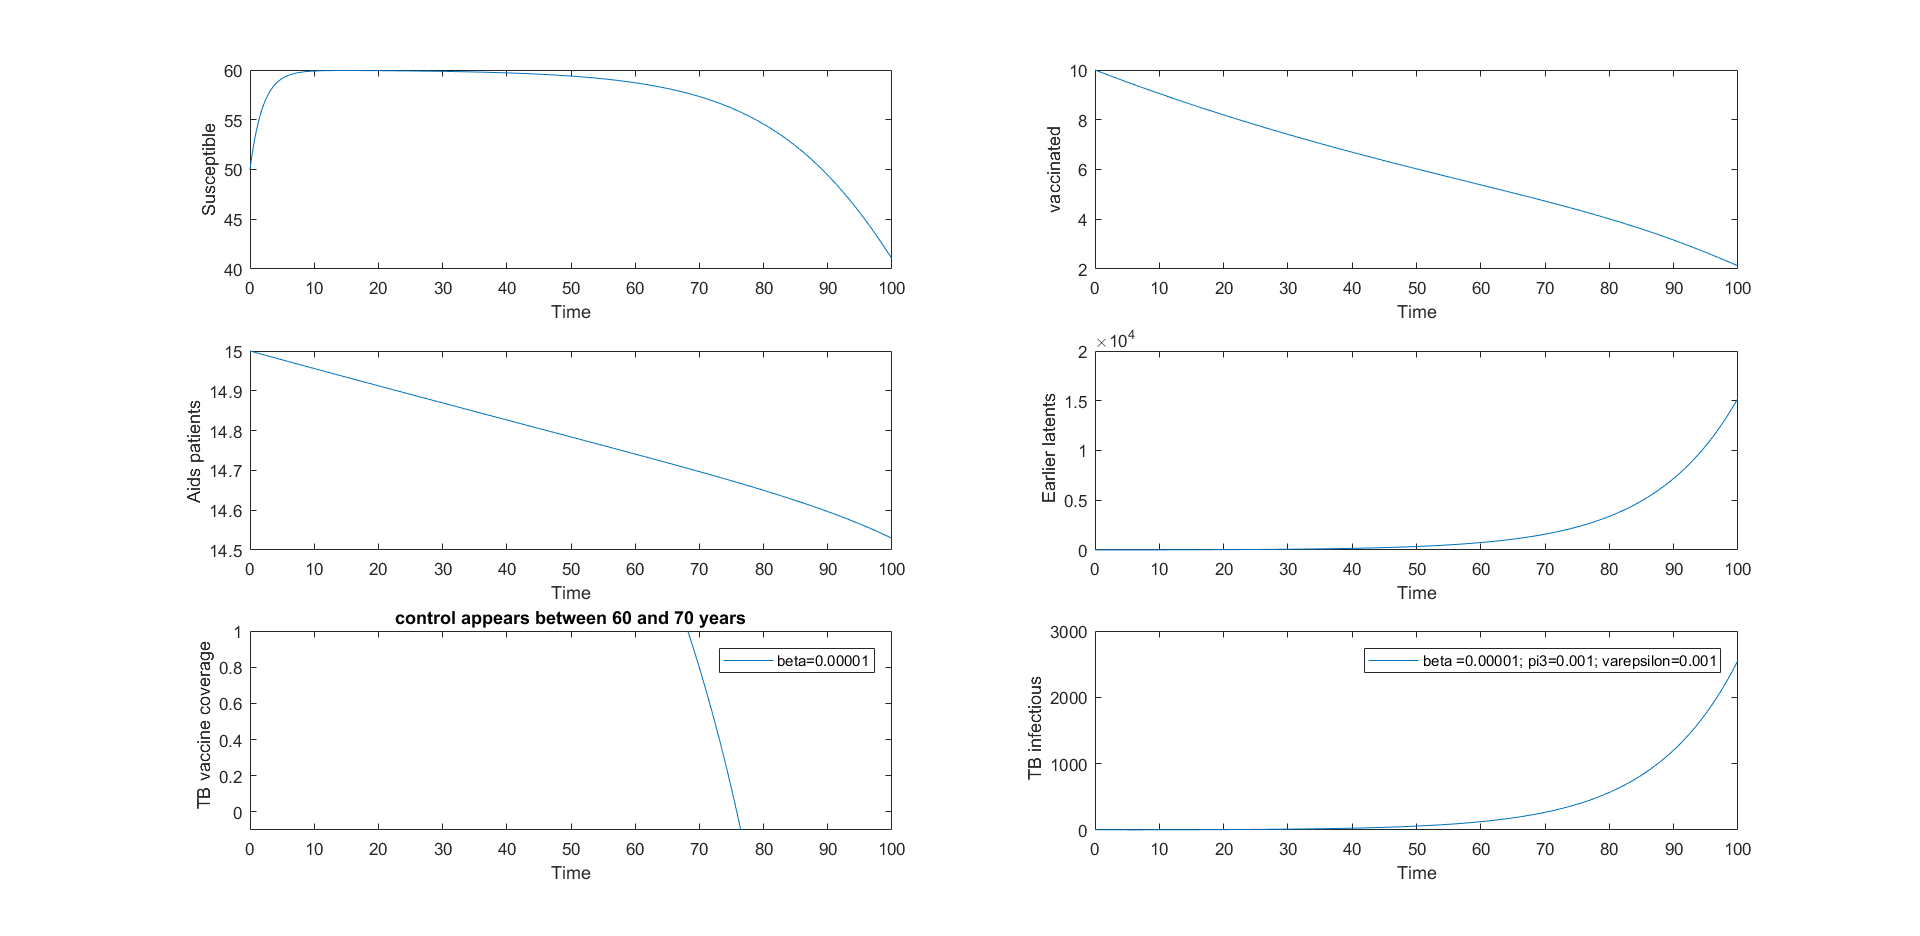 60
55
50
45
40
Susceptible
0 10 20 30 40 50 60 70 80 90 100
Time
10
8
6
4
2
vaccinated
0 10 20 30 40 50 60 70 80 90 100
Time
15
14.9
14.8
14.7
14.6
14.5
Aids patients
0 10 20 30 40 50 60 70 80 90 100
Time
×10⁴
2
1.5
1
0.5
0
Earlier latents
0 10 20 30 40 50 60 70 80 90 100
Time
control appears between 60 and 70 years
1
0.8
0.6
0.4
0.2
0
TB vaccine coverage
beta=0.00001
0 10 20 30 40 50 60 70 80 90 100
Time
3000
2000
1000
0
TB infectious
beta =0.00001; pi3=0.001; varepsilon=0.001
0 10 20 30 40 50 60 70 80 90 100
Time